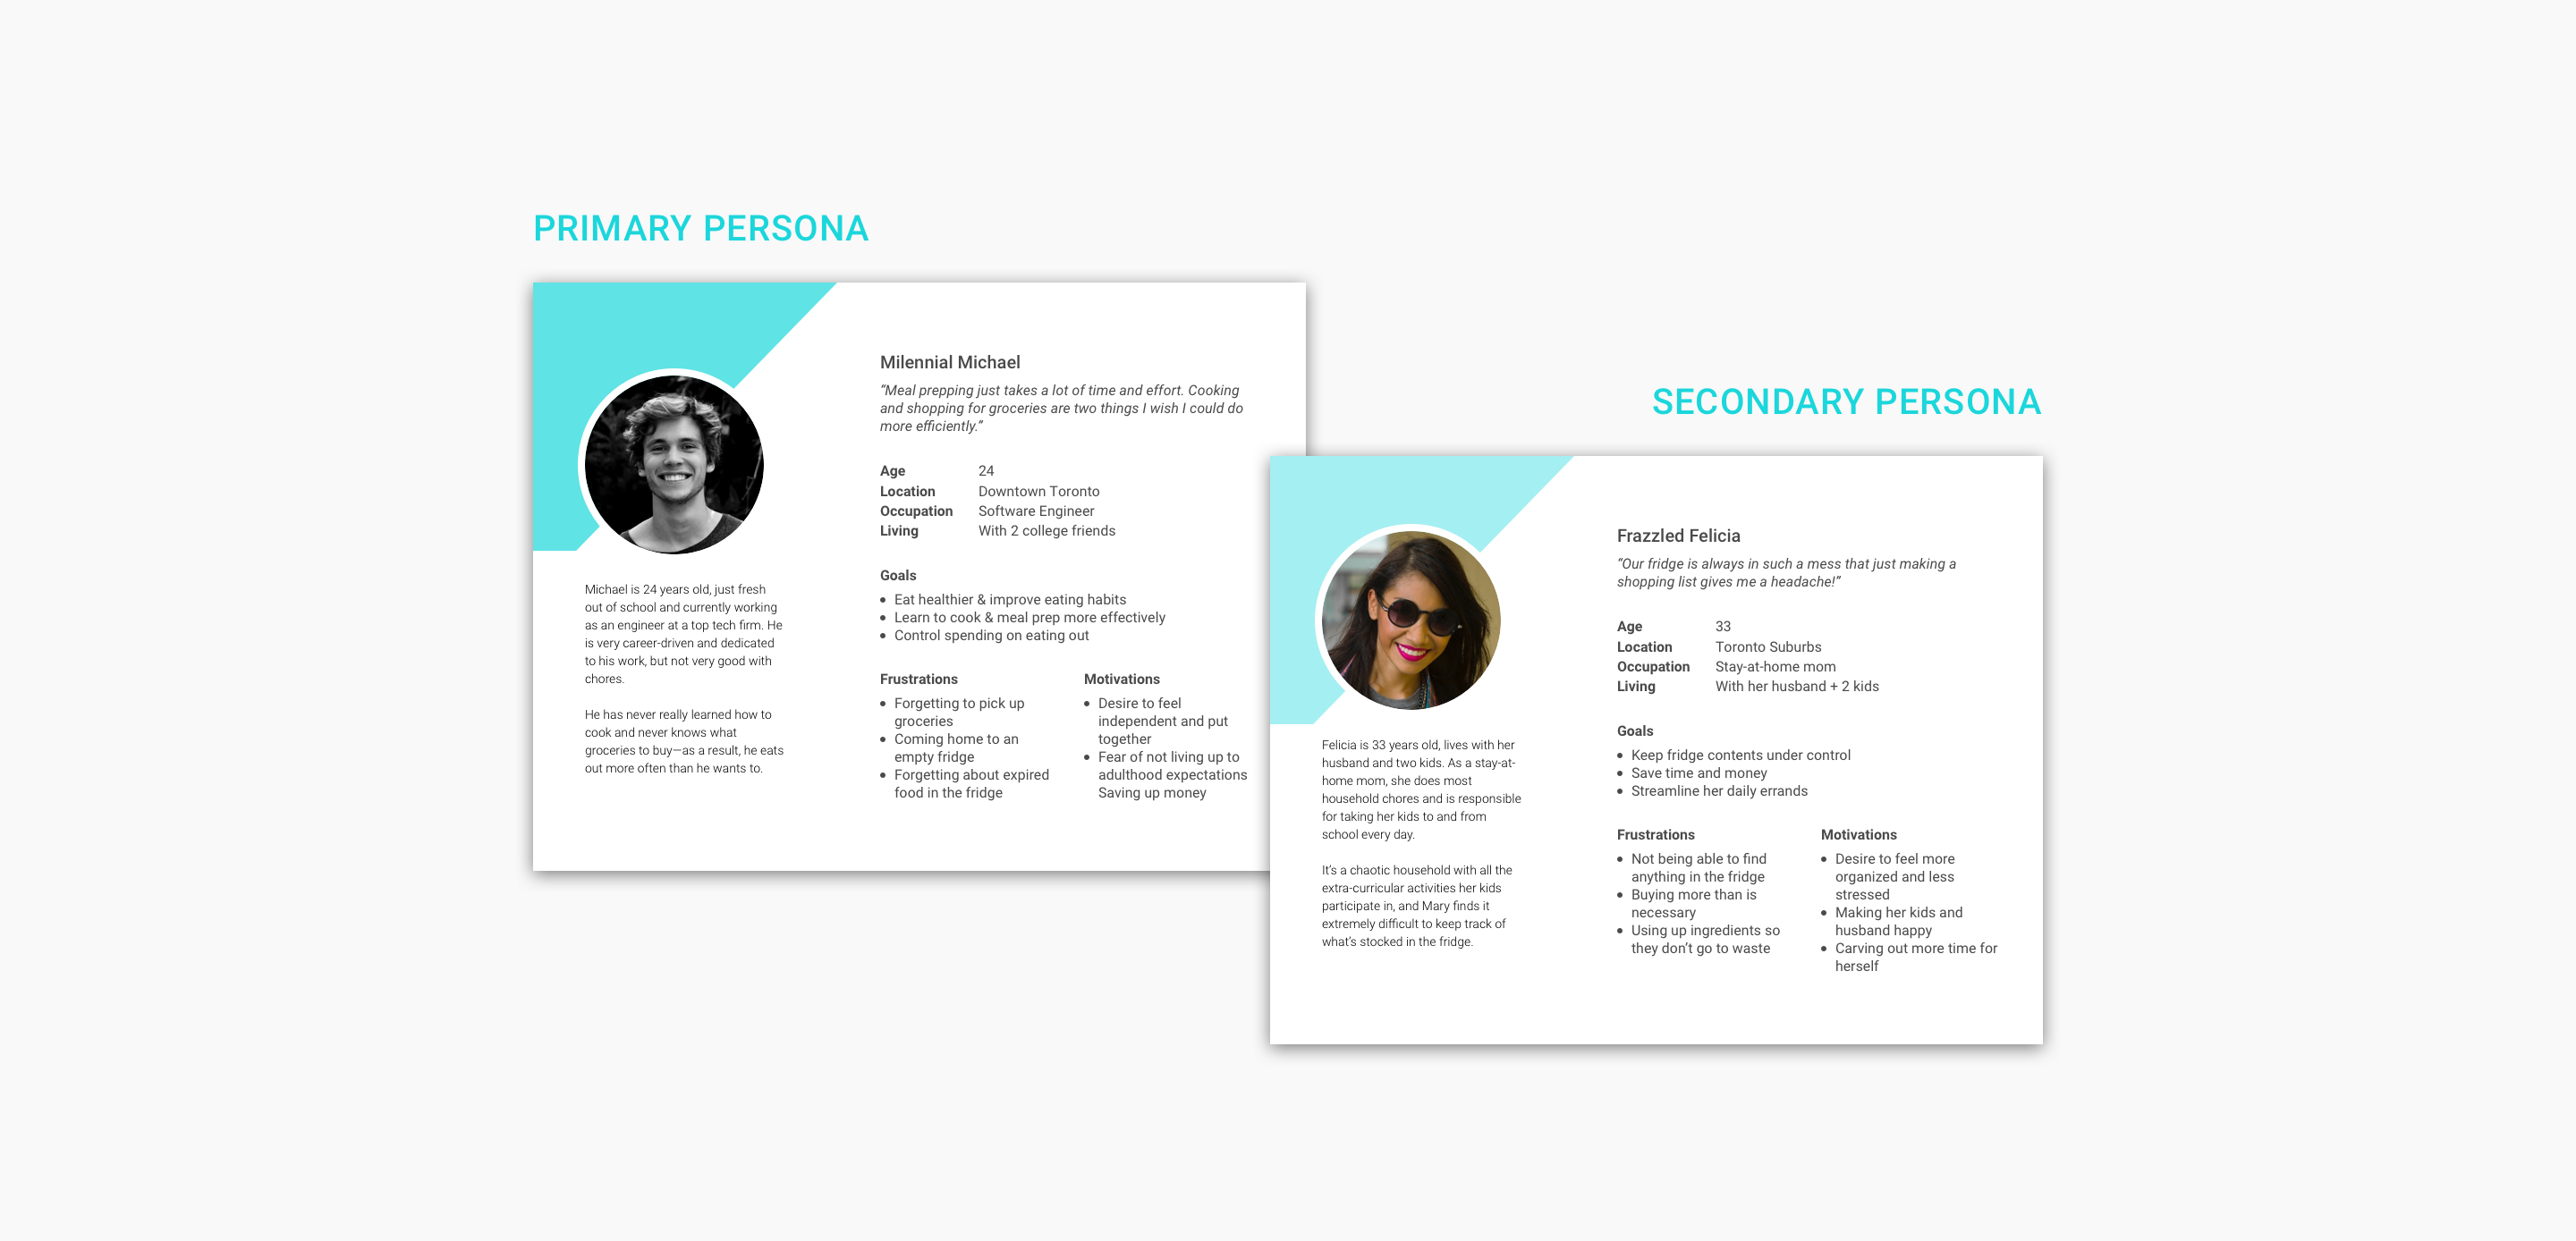 PRIMARY PERSONA
Milennial Michael
“Meal prepping just takes a lot of time and effort. Cooking
and shopping for groceries are two things I wish I could do
more efficiently.”
Age 24
Location Downtown Toronto
Occupation Software Engineer
Living With 2 college friends
Goals
• Eat healthier & improve eating habits
• Learn to cook & meal prep more effectively
• Control spending on eating out
Frustrations
• Forgetting to pick up
groceries
• Coming home to an
empty fridge
• Forgetting about expired
food in the fridge
Motivations
• Desire to feel
independent and put
together
• Fear of not living up to
adulthood expectations
Saving up money
Michael is 24 years old, just fresh
out of school and currently working
as an engineer at a top tech firm. He
is very career-driven and dedicated
to his work, but not very good with
chores.
He has never really learned how to
cook and never knows what
groceries to buy—as a result, he eats
out more often than he wants to.
SECONDARY PERSONA
Frazzled Felicia
“Our fridge is always in such a mess that just making a
shopping list gives me a headache!”
Age 33
Location Toronto Suburbs
Occupation Stay-at-home mom
Living With her husband + 2 kids
Goals
• Keep fridge contents under control
• Save time and money
• Streamline her daily errands
Frustrations
• Not being able to find
anything in the fridge
• Buying more than is
necessary
• Using up ingredients so
they don’t go to waste
Motivations
• Desire to feel more
organized and less
stressed
• Making her kids and
husband happy
• Carving out more time for
herself
Felicia is 33 years old, lives with her
husband and two kids. As a stay-at-
home mom, she does most
household chores and is responsible
for taking her kids to and from
school every day.
It’s a chaotic household with all the
extra-curricular activities her kids
participate in, and Mary finds it
extremely difficult to keep track of
what’s stocked in the fridge.